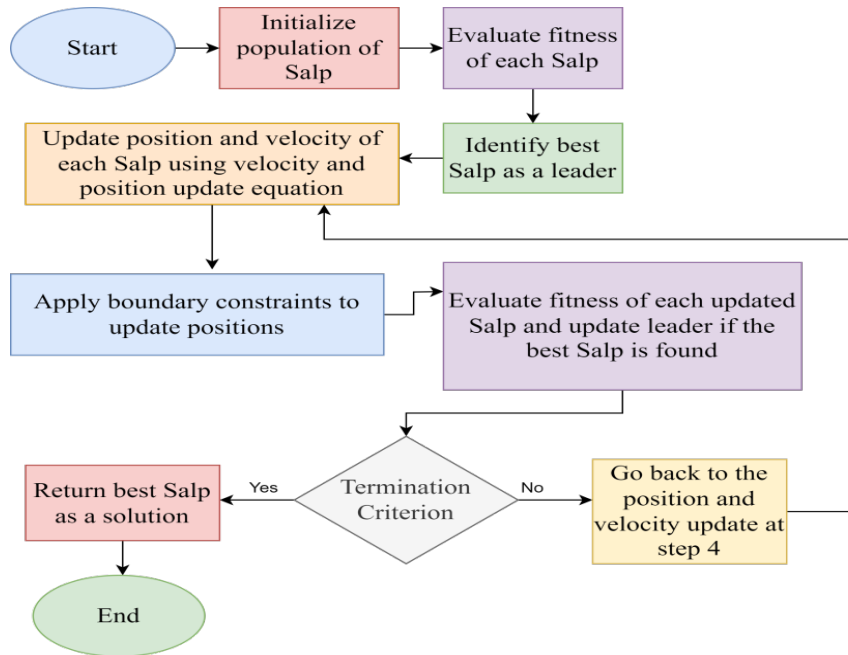 Start
Initialize
population of
Salp
Evaluate fitness
of each Salp
Update position and velocity of
each Salp using velocity and
position update equation
Identify best
Salp as a leader
Apply boundary constraints to
update positions
Evaluate fitness of each updated
Salp and update leader if the
best Salp is found
Return best Salp
as a solution
Yes
Termination
Criterion
No
Go back to the
position and
velocity update at
step 4
End